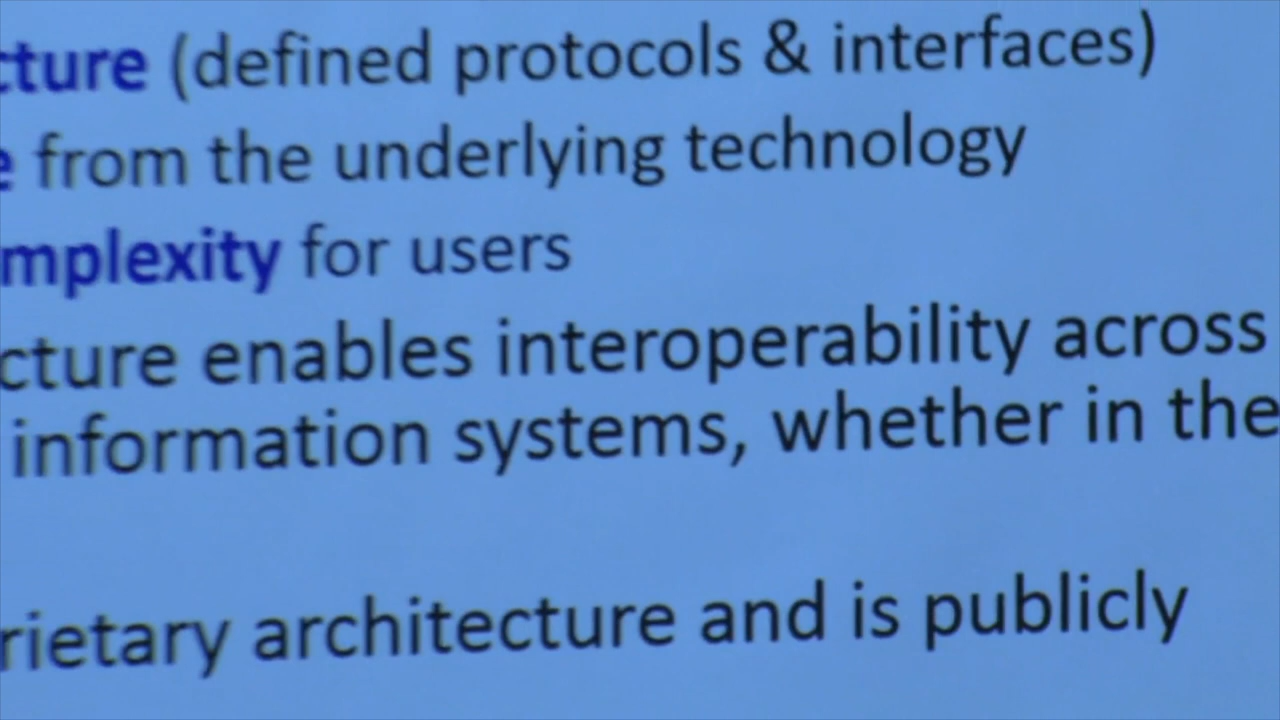 cture (defined protocols & interfaces)
e from the underlying technology
mplexity for users
cture enables interoperability across
information systems, whether in the
rietary architecture and is publicly